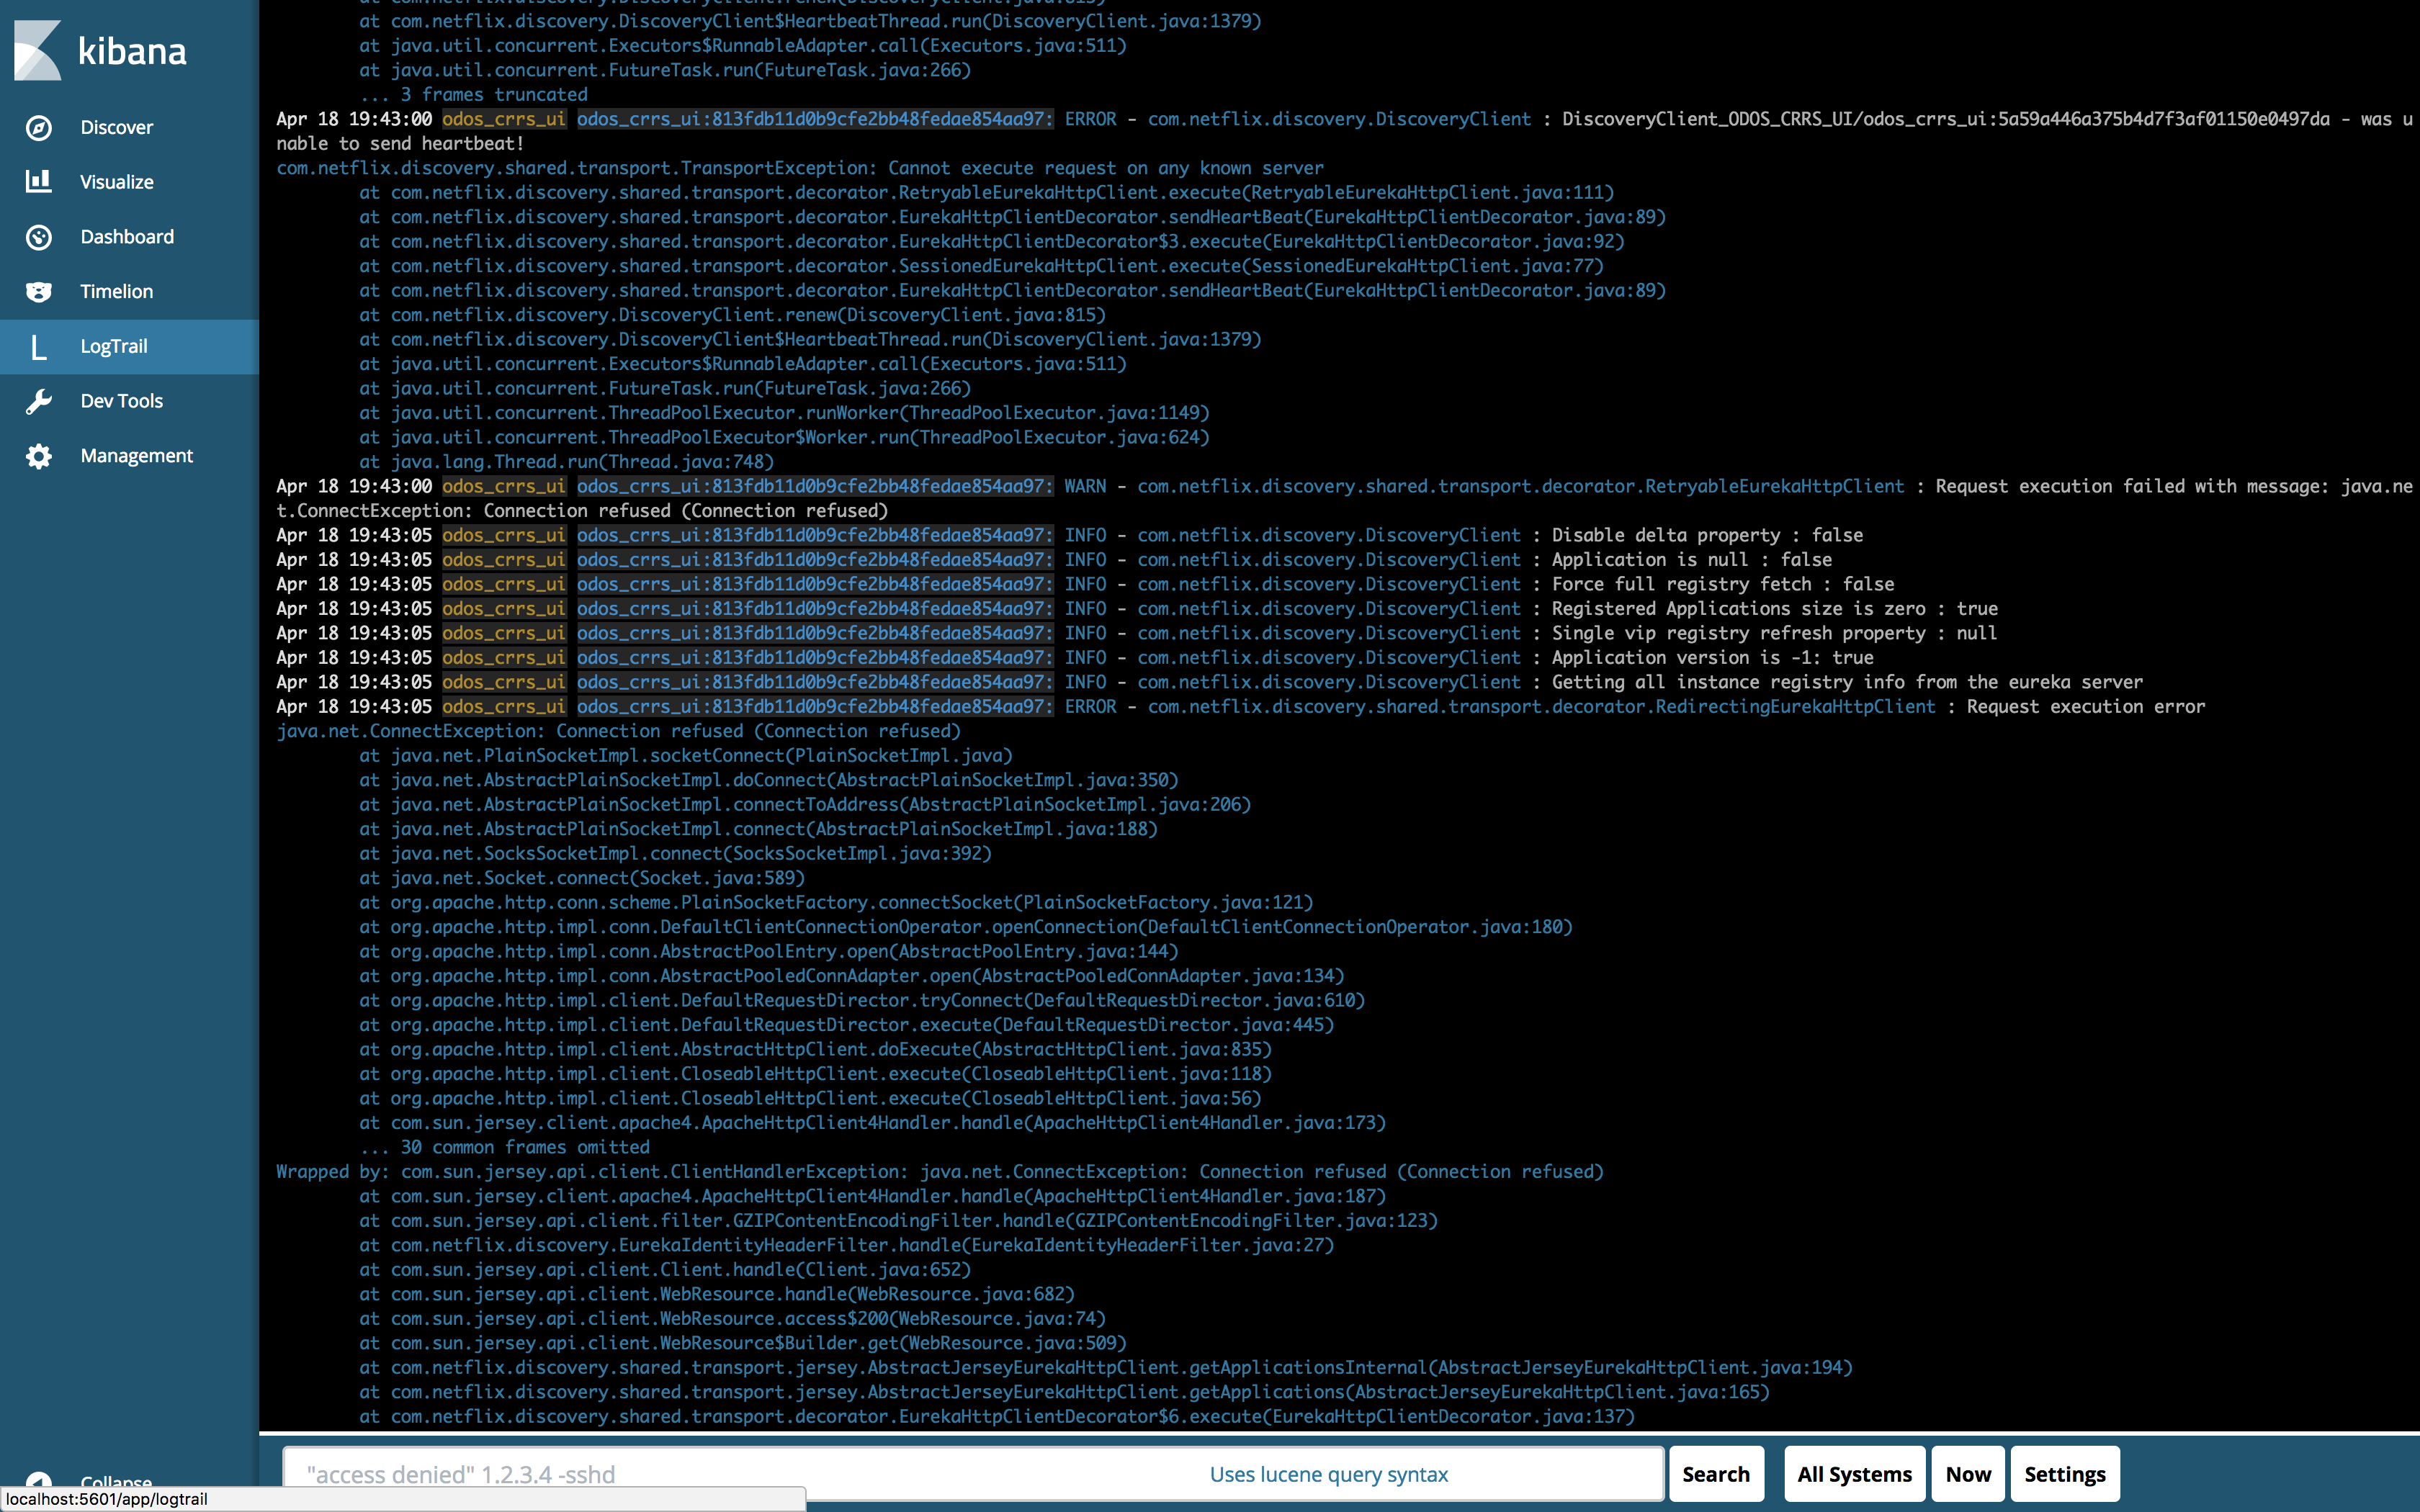 kibana
Discover
Visualize
Dashboard
Timelion
L LogTrail
Dev Tools
Management
Collapse
localhost:5601/app/logtrail
at com.netflix.discovery.DiscoveryClient.renew(DiscoveryClient.java:815)
at com.netflix.discovery.DiscoveryClient$HeartbeatThread.run(DiscoveryClient.java:1379)
at java.util.concurrent.Executors$RunnableAdapter.call(Executors.java:511)
at java.util.concurrent.FutureTask.run(FutureTask.java:266)
... 3 frames truncated
Apr 18 19:43:00 odos_crrs_ui odos_crrs_ui:813fdb11d0b9cfe2bb48fedae854aa97: ERROR - com.netflix.discovery.DiscoveryClient : DiscoveryClient_ODOS_CRRS_UI/odos_crrs_ui:5a59a446a375b4d7f3af01150e0497da - was u
nable to send heartbeat!
com.netflix.discovery.shared.transport.TransportException: Cannot execute request on any known server
at com.netflix.discovery.shared.transport.decorator.RetryableEurekaHttpClient.execute(RetryableEurekaHttpClient.java:111)
at com.netflix.discovery.shared.transport.decorator.EurekaHttpClientDecorator.sendHeartBeat(EurekaHttpClientDecorator.java:89)
at com.netflix.discovery.shared.transport.decorator.EurekaHttpClientDecorator$3.execute(EurekaHttpClientDecorator.java:92)
at com.netflix.discovery.shared.transport.decorator.SessionedEurekaHttpClient.execute(SessionedEurekaHttpClient.java:77)
at com.netflix.discovery.shared.transport.decorator.EurekaHttpClientDecorator.sendHeartBeat(EurekaHttpClientDecorator.java:89)
at com.netflix.discovery.DiscoveryClient.renew(DiscoveryClient.java:815)
at com.netflix.discovery.DiscoveryClient$HeartbeatThread.run(DiscoveryClient.java:1379)
at java.util.concurrent.Executors$RunnableAdapter.call(Executors.java:511)
at java.util.concurrent.FutureTask.run(FutureTask.java:266)
at java.util.concurrent.ThreadPoolExecutor.runWorker(ThreadPoolExecutor.java:1149)
at java.util.concurrent.ThreadPoolExecutor$Worker.run(ThreadPoolExecutor.java:624)
at java.lang.Thread.run(Thread.java:748)
Apr 18 19:43:00 odos_crrs_ui odos_crrs_ui:813fdb11d0b9cfe2bb48fedae854aa97: WARN - com.netflix.discovery.shared.transport.decorator.RetryableEurekaHttpClient : Request execution failed with message: java.ne
t.ConnectException: Connection refused (Connection refused)
Apr 18 19:43:05 odos_crrs_ui odos_crrs_ui:813fdb11d0b9cfe2bb48fedae854aa97: INFO - com.netflix.discovery.DiscoveryClient : Disable delta property : false
Apr 18 19:43:05 odos_crrs_ui odos_crrs_ui:813fdb11d0b9cfe2bb48fedae854aa97: INFO - com.netflix.discovery.DiscoveryClient : Application is null : false
Apr 18 19:43:05 odos_crrs_ui odos_crrs_ui:813fdb11d0b9cfe2bb48fedae854aa97: INFO - com.netflix.discovery.DiscoveryClient : Force full registry fetch : false
Apr 18 19:43:05 odos_crrs_ui odos_crrs_ui:813fdb11d0b9cfe2bb48fedae854aa97: INFO - com.netflix.discovery.DiscoveryClient : Registered Applications size is zero : true
Apr 18 19:43:05 odos_crrs_ui odos_crrs_ui:813fdb11d0b9cfe2bb48fedae854aa97: INFO - com.netflix.discovery.DiscoveryClient : Single vip registry refresh property : null
Apr 18 19:43:05 odos_crrs_ui odos_crrs_ui:813fdb11d0b9cfe2bb48fedae854aa97: INFO - com.netflix.discovery.DiscoveryClient : Application version is -1: true
Apr 18 19:43:05 odos_crrs_ui odos_crrs_ui:813fdb11d0b9cfe2bb48fedae854aa97: INFO - com.netflix.discovery.DiscoveryClient : Getting all instance registry info from the eureka server
Apr 18 19:43:05 odos_crrs_ui odos_crrs_ui:813fdb11d0b9cfe2bb48fedae854aa97: ERROR - com.netflix.discovery.shared.transport.decorator.RedirectingEurekaHttpClient : Request execution error
java.net.ConnectException: Connection refused (Connection refused)
at java.net.PlainSocketImpl.socketConnect(PlainSocketImpl.java)
at java.net.AbstractPlainSocketImpl.doConnect(AbstractPlainSocketImpl.java:350)
at java.net.AbstractPlainSocketImpl.connectToAddress(AbstractPlainSocketImpl.java:206)
at java.net.AbstractPlainSocketImpl.connect(AbstractPlainSocketImpl.java:188)
at java.net.SocksSocketImpl.connect(SocksSocketImpl.java:392)
at java.net.Socket.connect(Socket.java:589)
at org.apache.http.conn.scheme.PlainSocketFactory.connectSocket(PlainSocketFactory.java:121)
at org.apache.http.impl.conn.DefaultClientConnectionOperator.openConnection(DefaultClientConnectionOperator.java:180)
at org.apache.http.impl.conn.AbstractPoolEntry.open(AbstractPoolEntry.java:144)
at org.apache.http.impl.conn.AbstractPooledConnAdapter.open(AbstractPooledConnAdapter.java:134)
at org.apache.http.impl.client.DefaultRequestDirector.tryConnect(DefaultRequestDirector.java:610)
at org.apache.http.impl.client.DefaultRequestDirector.execute(DefaultRequestDirector.java:445)
at org.apache.http.impl.client.AbstractHttpClient.doExecute(AbstractHttpClient.java:835)
at org.apache.http.impl.client.CloseableHttpClient.execute(CloseableHttpClient.java:118)
at org.apache.http.impl.client.CloseableHttpClient.execute(CloseableHttpClient.java:56)
at com.sun.jersey.client.apache4.ApacheHttpClient4Handler.handle(ApacheHttpClient4Handler.java:173)
... 30 common frames omitted
Wrapped by: com.sun.jersey.api.client.ClientHandlerException: java.net.ConnectException: Connection refused (Connection refused)
at com.sun.jersey.client.apache4.ApacheHttpClient4Handler.handle(ApacheHttpClient4Handler.java:187)
at com.sun.jersey.api.client.filter.GZIPContentEncodingFilter.handle(GZIPContentEncodingFilter.java:123)
at com.netflix.discovery.EurekaIdentityHeaderFilter.handle(EurekaIdentityHeaderFilter.java:27)
at com.sun.jersey.api.client.Client.handle(Client.java:652)
at com.sun.jersey.api.client.WebResource.handle(WebResource.java:682)
at com.sun.jersey.api.client.WebResource.access$200(WebResource.java:74)
at com.sun.jersey.api.client.WebResource$Builder.get(WebResource.java:509)
at com.netflix.discovery.shared.transport.jersey.AbstractJerseyEurekaHttpClient.getApplicationsInternal(AbstractJerseyEurekaHttpClient.java:194)
at com.netflix.discovery.shared.transport.jersey.AbstractJerseyEurekaHttpClient.getApplications(AbstractJerseyEurekaHttpClient.java:165)
at com.netflix.discovery.shared.transport.decorator.EurekaHttpClientDecorator$6.execute(EurekaHttpClientDecorator.java:137)
"access denied" 1.2.3.4 -sshd Uses lucene query syntax Search All Systems Now Settings